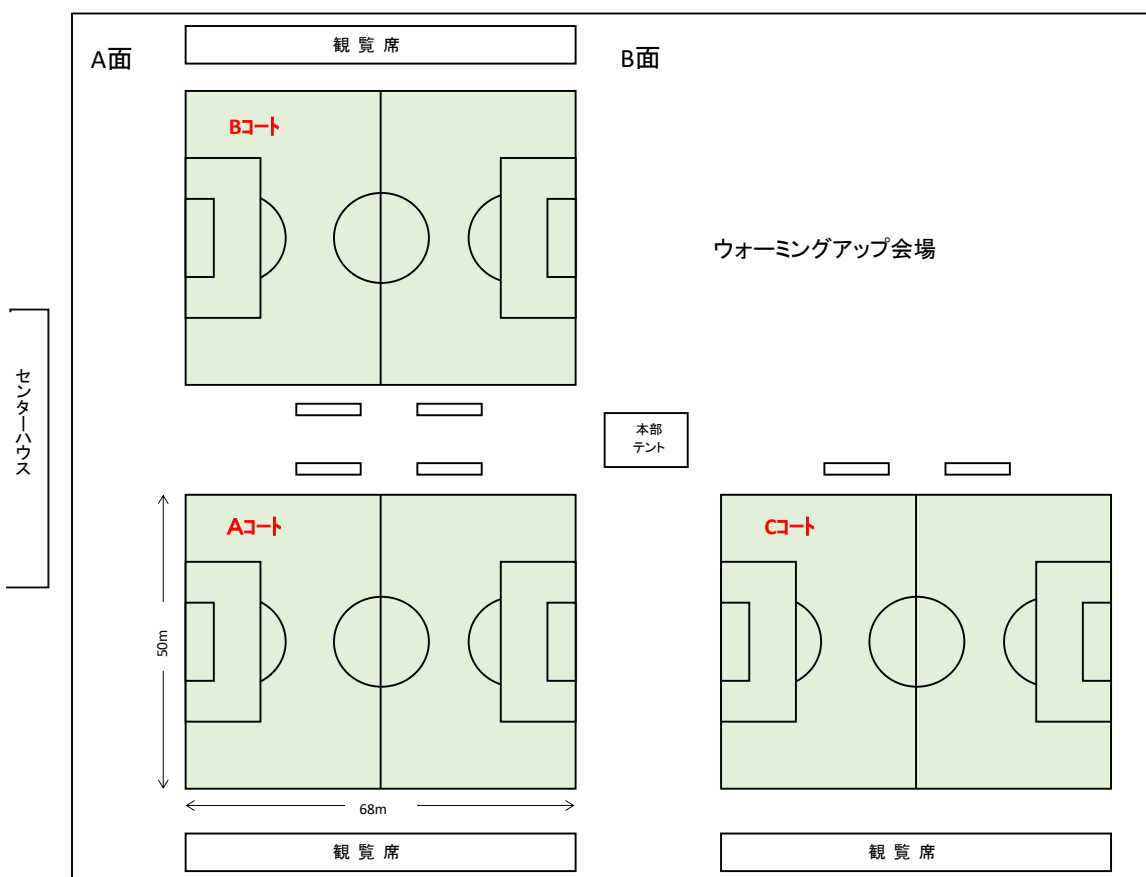 観 覧 席
A面
B面
Bコート
ウォーミングアップ会場
センターハウス
本部
テント
Aコート
Cコート
50m
68m
観 覧 席
観 覧 席